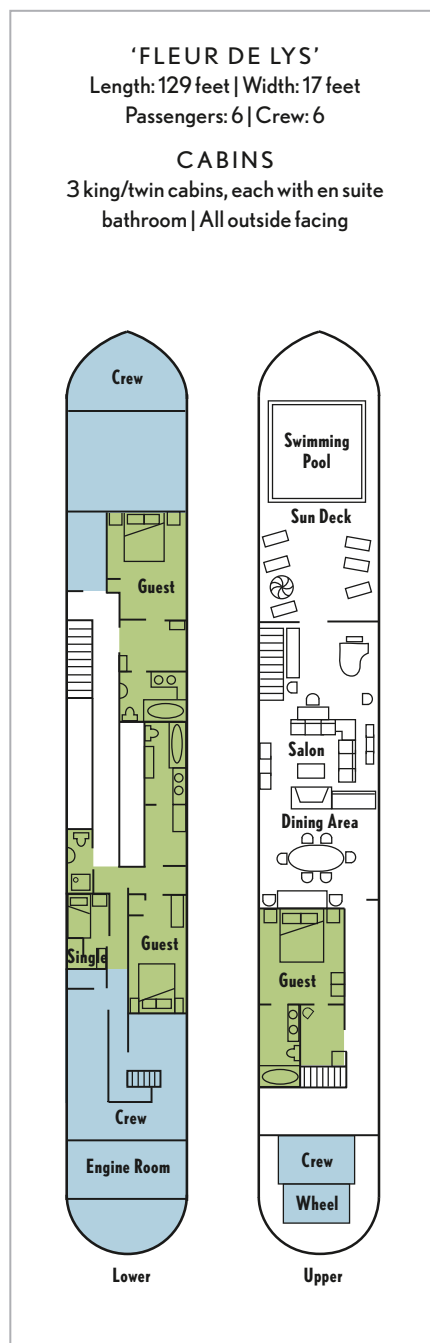 ‘FLEUR DE LYS’
Length: 129 feet | Width: 17 feet
Passengers: 6 | Crew: 6
CABINS
3 king/twin cabins, each with en suite
bathroom | All outside facing
Crew
Guest
Guest
Single
Crew
Engine Room
Lower
Swimming
Pool
Sun Deck
Salon
Dining Area
Guest
Crew
Wheel
Upper